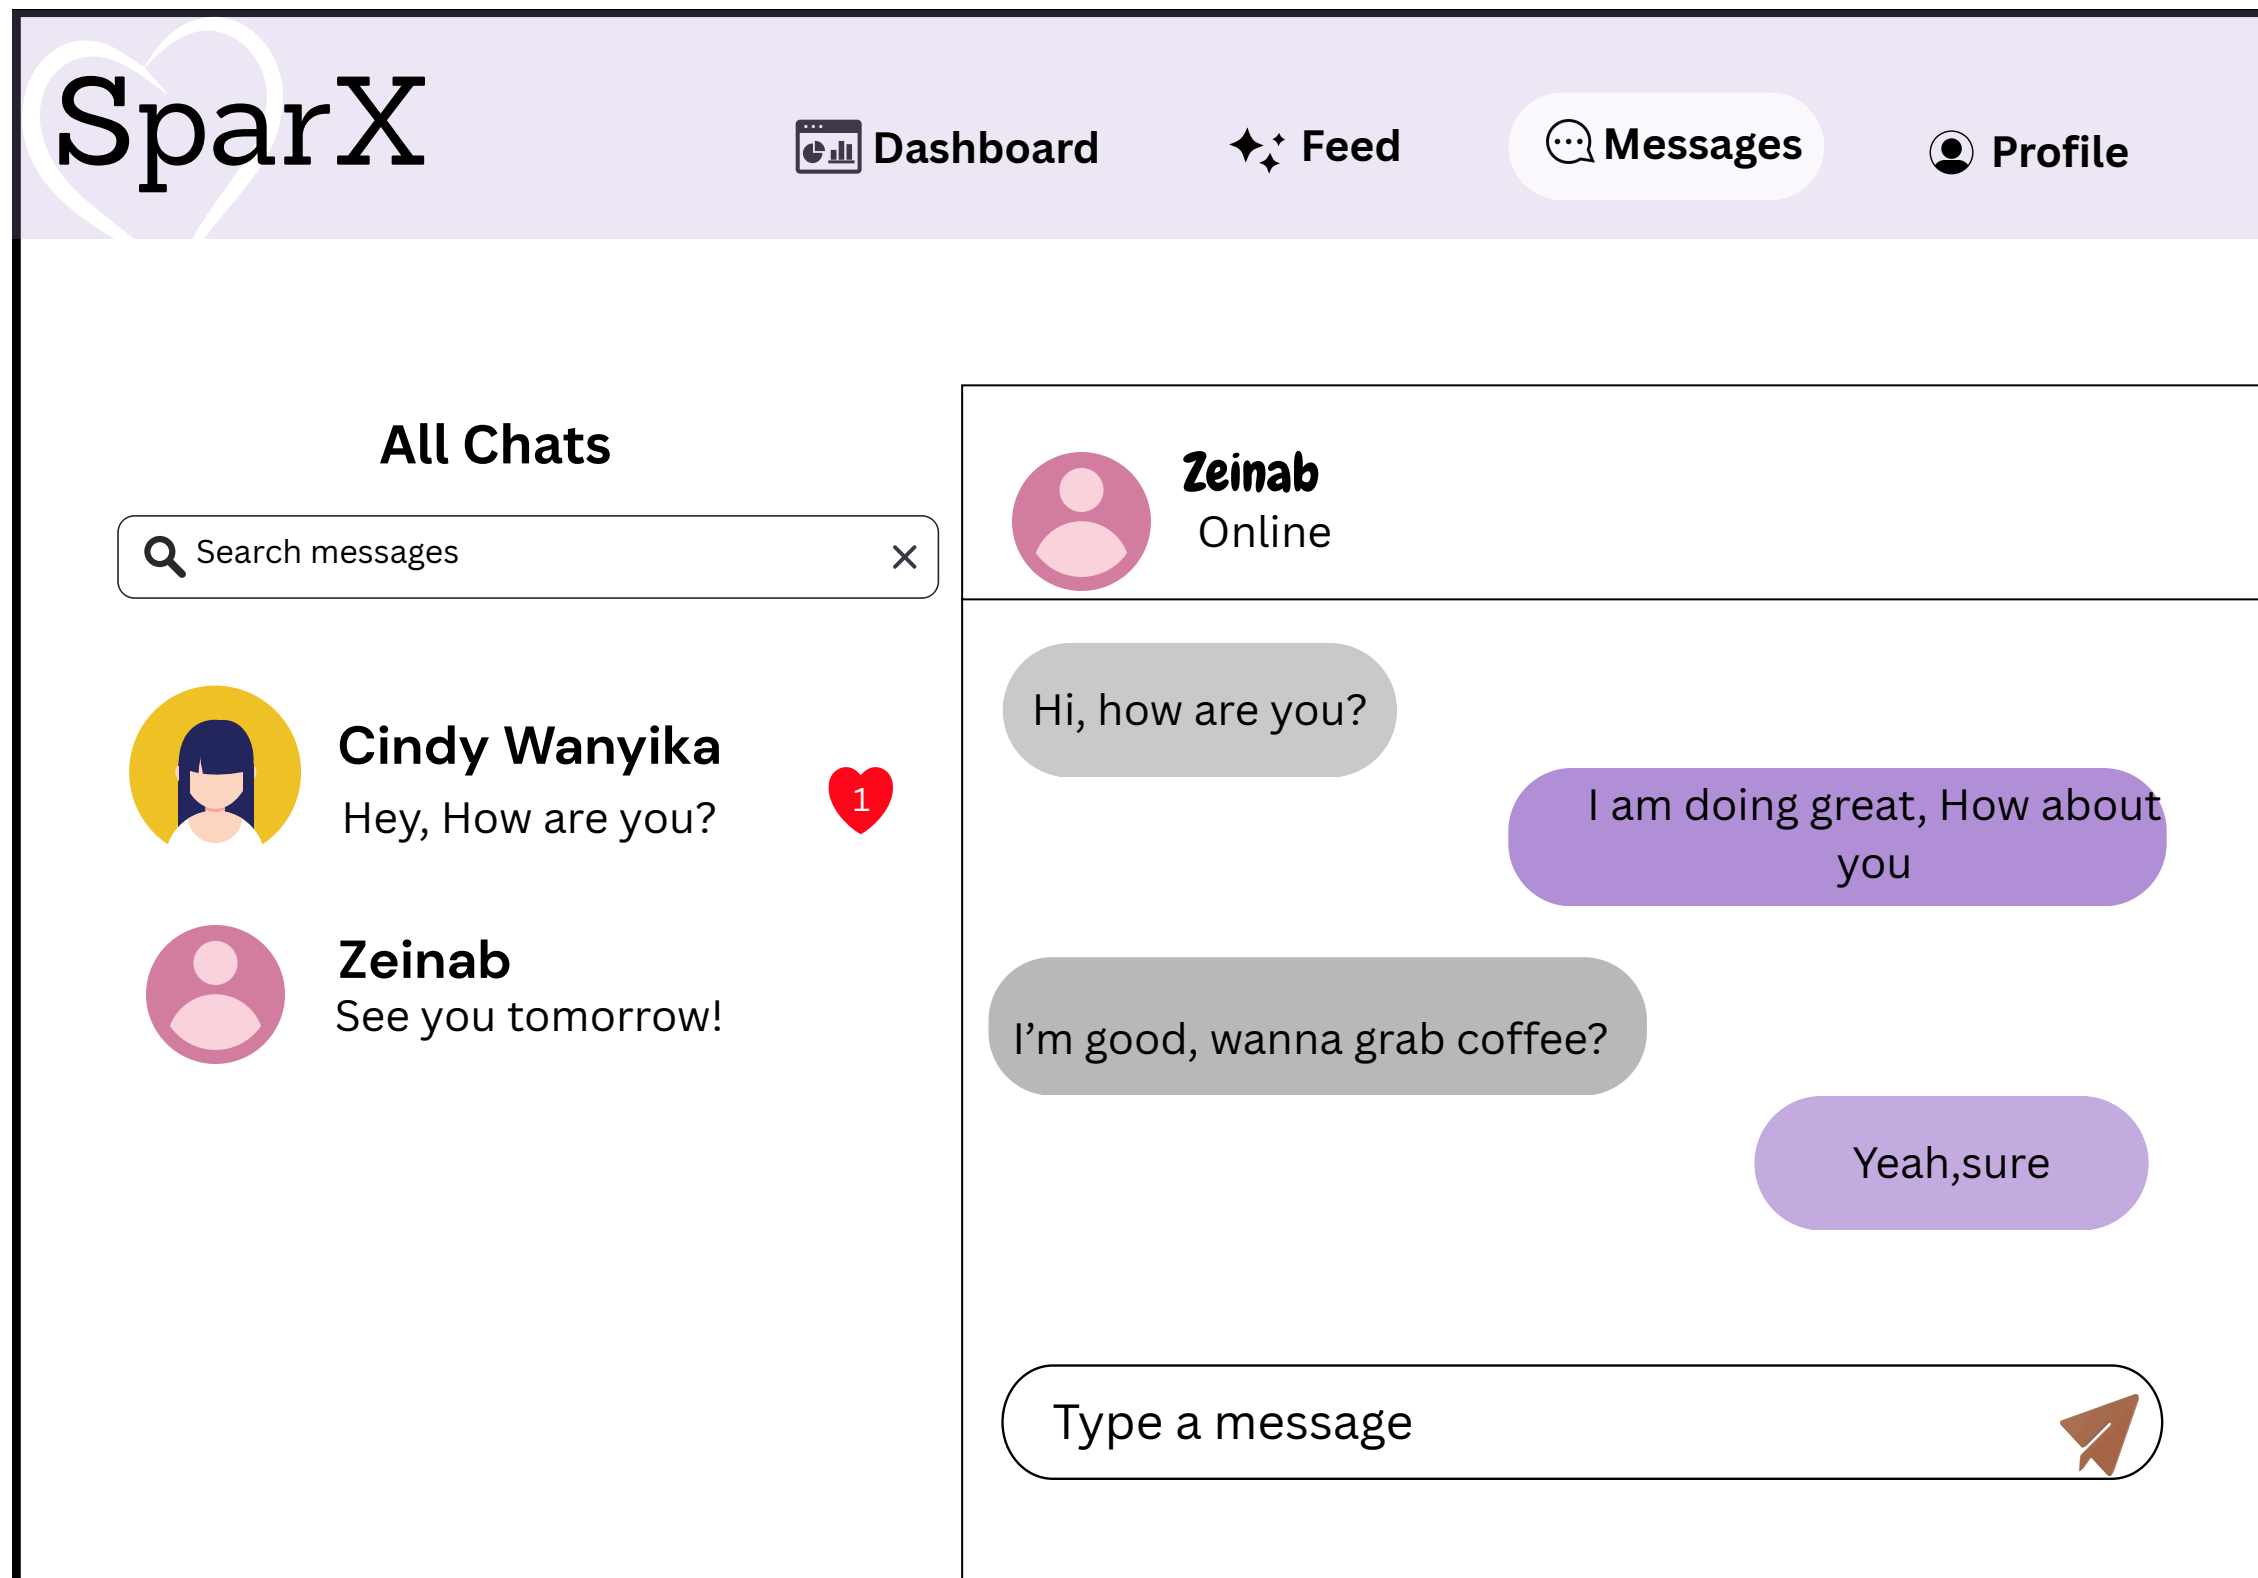 SparX
Dashboard
Feed
Messages
Profile
All Chats
Search messages
Cindy Wanyika
Hey, How are you?
1
Zeinab
See you tomorrow!
Zeinab
Online
Hi, how are you?
I am doing great, How about
you
I’m good, wanna grab coffee?
Yeah,sure
Type a message